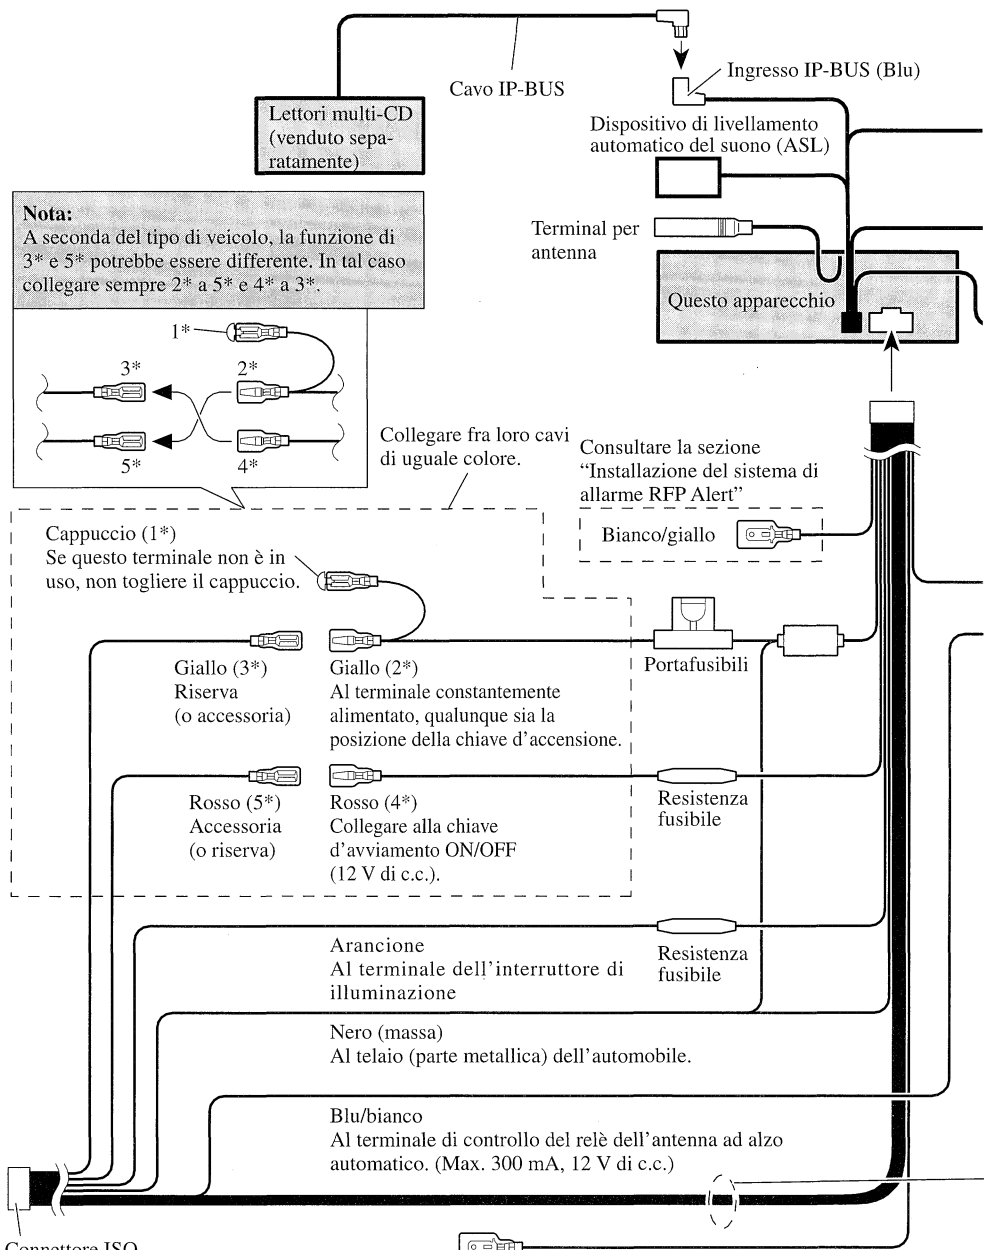 Cavo IP-BUS
Ingresso IP-BUS (Blu)
Lettori multi-CD
(venduto sepa-
ratamente)
Dispositivo di livellamento
automatico del suono (ASL)
Terminal per
antenna
Questo apparecchio
Nota:
A seconda del tipo di veicolo, la funzione di
3* e 5* potrebbe essere differente. In tal caso
collegare sempre 2* a 5* e 4* a 3*.
1*
3*
2*
5*
4*
Collegare fra loro cavi
di uguale colore.
Consultare la sezione
“Installazione del sistema di
allarme RFP Alert”
Bianco/giallo
Cappuccio (1*)
Se questo terminale non è in
uso, non togliere il cappuccio.
Giallo (3*)
Riserva
(o accessoria)
Giallo (2*)
Al terminale constantemente
alimentato, qualunque sia la
posizione della chiave d’accensione.
Portafusibili
Rosso (5*)
Accessoria
(o riserva)
Rosso (4*)
Collegare alla chiave
d’avviamento ON/OFF
(12 V di c.c.).
Resistenza
fusibile
Arancione
Al terminale dell’interruttore di
illuminazione
Resistenza
fusibile
Nero (massa)
Al telaio (parte metallica) dell’automobile.
Blu/bianco
Al terminale di controllo del relè dell’antenna ad alzo
automatico. (Max. 300 mA, 12 V di c.c.)
Connettore ISO